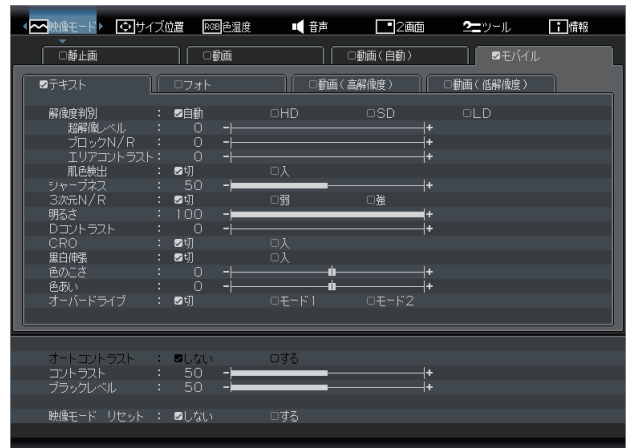 映像モード サイズ位置 RGB色温度 音声 2画面 ツール 情報
静止画 動画 動画(自動) モバイル
テキスト フォト 動画(高解像度) 動画(低解像度)
解像度判別 : 自動 HD SD LD
超解像レベル : 0 - +
ブロックN/R : 0 - +
エリアコントラスト : 0 - +
肌色検出 : 切 入
シャープネス : 50 - +
3次元N/R : 切 弱 強
明るさ : 100 - +
Dコントラスト : 0 - +
CRO : 切 入
黒白伸張 : 切 入
色のこさ : 0 - +
色あい : 0 - +
オーバードライブ : 切 モード1 モード2
オートコントラスト : しない する
コントラスト : 50 - +
ブラックレベル : 50 - +
映像モード リセット : しない する